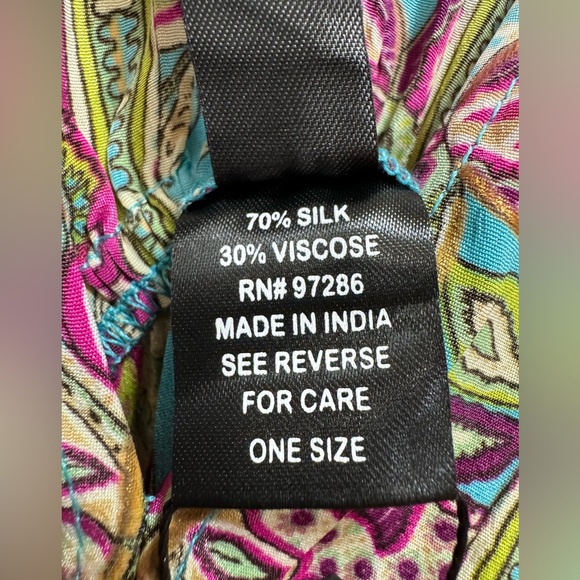 70% SILK
30% VISCOSE
RN# 97286
MADE IN INDIA
SEE REVERSE
FOR CARE
ONE SIZE